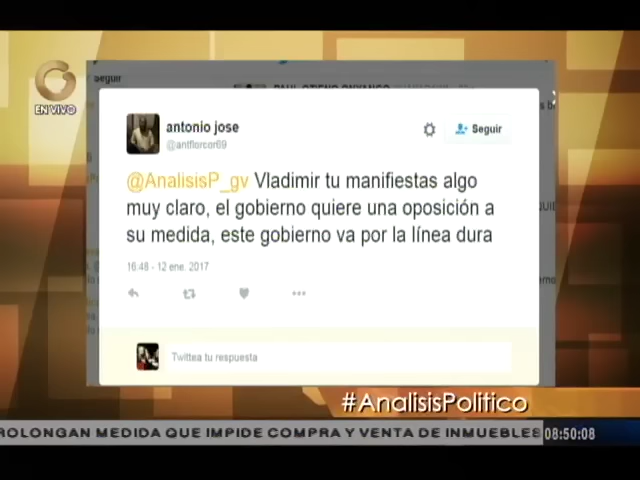 EN VIVO
Seguir
antonio jose
@antflorcor69
Seguir
@AnalisisP_gv Vladimir tu manifiestas algo
muy claro, el gobierno quiere una oposición a
su medida, este gobierno va por la línea dura
16:48 - 12 ene. 2017
Twittea tu respuesta
#AnalisisPolitico
ROLONGAN MEDIDA QUE IMPIDE COMPRA Y VENTA DE INMUEBLES
08:50:08